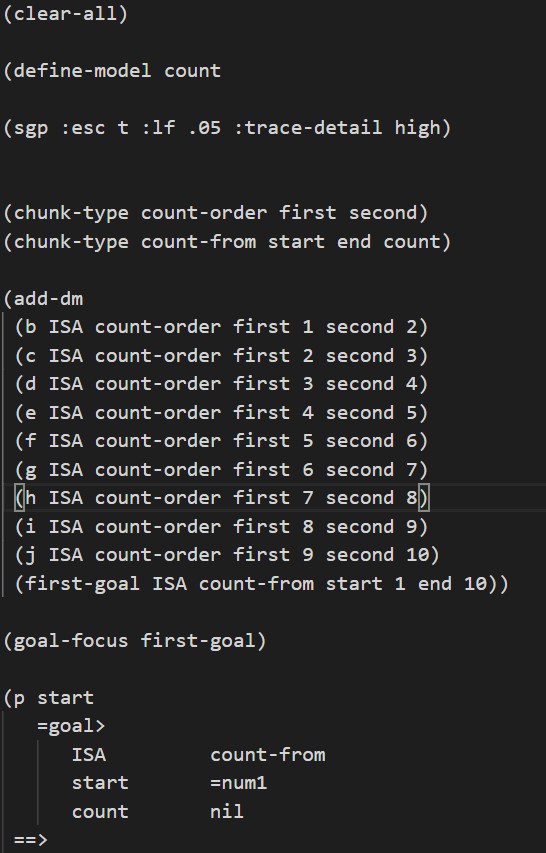 (clear-all)
(define-model count
(sgp :esc t :lf .05 :trace-detail high)
(chunk-type count-order first second)
(chunk-type count-from start end count)
(add-dm
(b ISA count-order first 1 second 2)
(c ISA count-order first 2 second 3)
(d ISA count-order first 3 second 4)
(e ISA count-order first 4 second 5)
(f ISA count-order first 5 second 6)
(g ISA count-order first 6 second 7)
(h ISA count-order first 7 second 8)
(i ISA count-order first 8 second 9)
(j ISA count-order first 9 second 10)
(first-goal ISA count-from start 1 end 10))
(goal-focus first-goal)
(p start
=goal>
ISA count-from
start =num1
count nil
==>